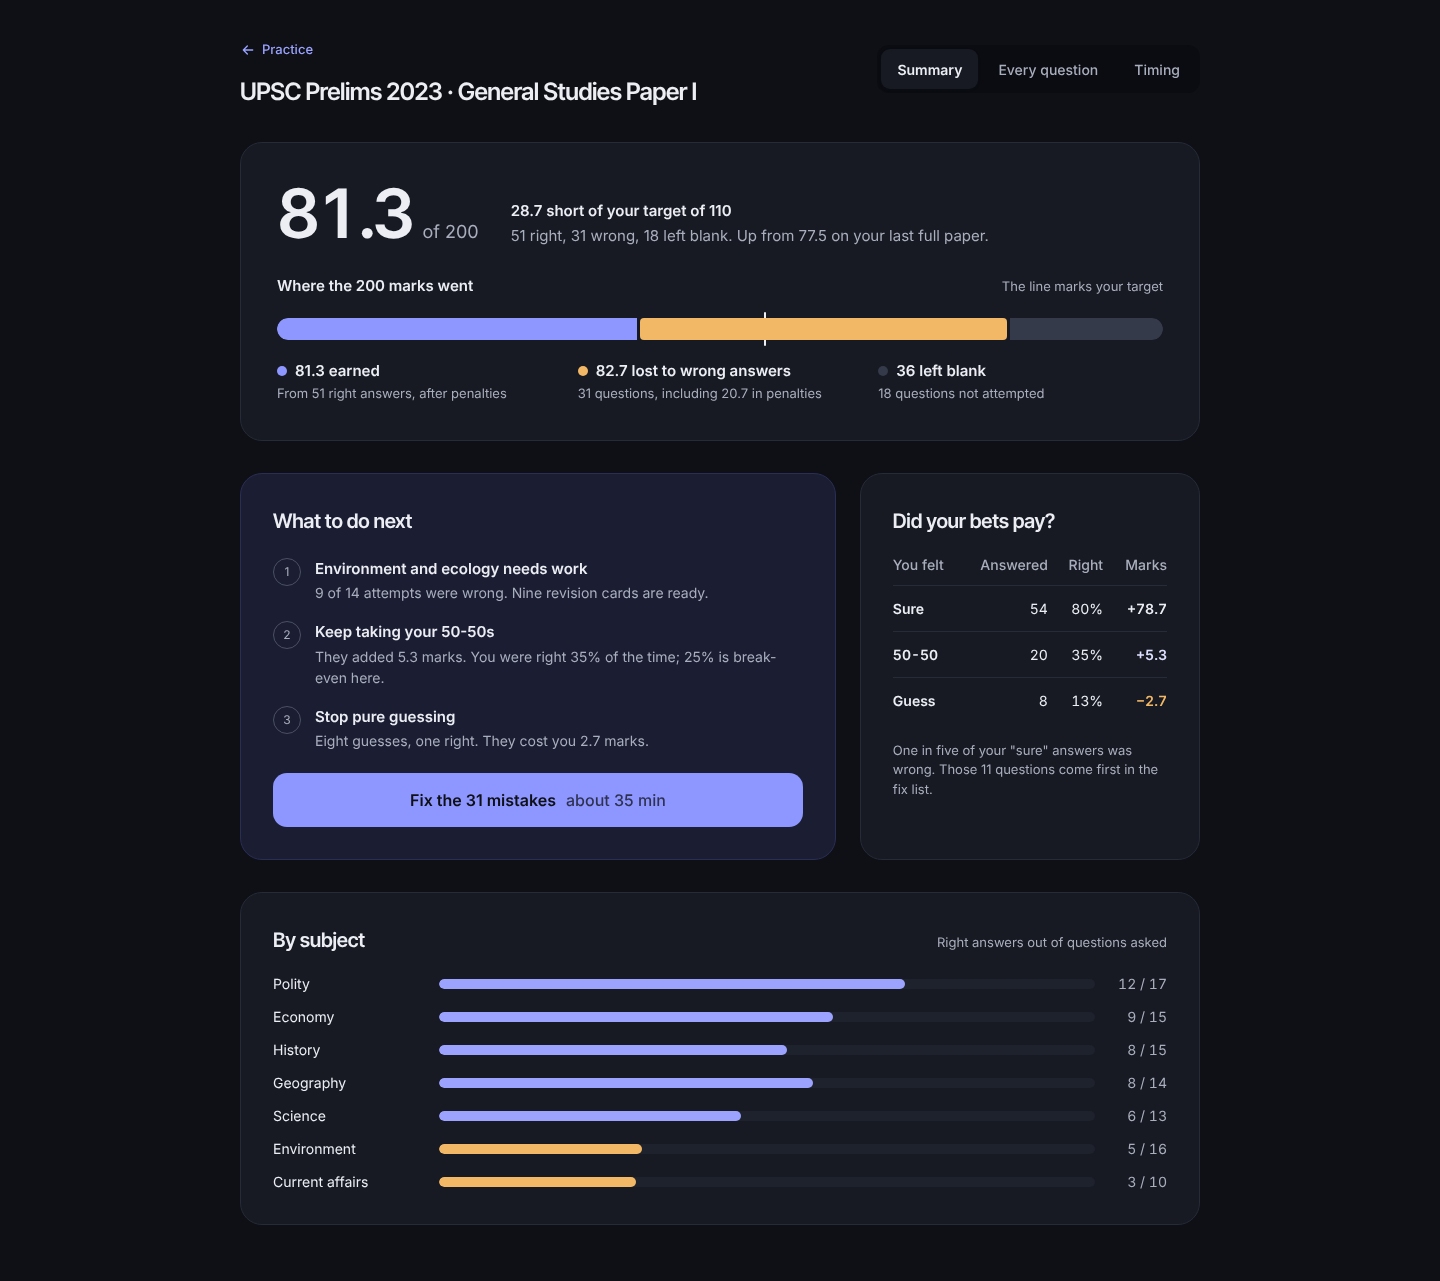 ← Practice
UPSC Prelims 2023 · General Studies Paper I
Summary Every question Timing
81.3 of 200
28.7 short of your target of 110
51 right, 31 wrong, 18 left blank. Up from 77.5 on your last full paper.
Where the 200 marks went
The line marks your target
81.3 earned
From 51 right answers, after penalties
82.7 lost to wrong answers
31 questions, including 20.7 in penalties
36 left blank
18 questions not attempted
What to do next
1 Environment and ecology needs work
9 of 14 attempts were wrong. Nine revision cards are ready.
2 Keep taking your 50-50s
They added 5.3 marks. You were right 35% of the time; 25% is break-
even here.
3 Stop pure guessing
Eight guesses, one right. They cost you 2.7 marks.
Fix the 31 mistakes about 35 min
Did your bets pay?
You felt Answered Right Marks
Sure 54 80% +78.7
50-50 20 35% +5.3
Guess 8 13% −2.7
One in five of your "sure" answers was
wrong. Those 11 questions come first in the
fix list.
By subject
Right answers out of questions asked
Polity 12 / 17
Economy 9 / 15
History 8 / 15
Geography 8 / 14
Science 6 / 13
Environment 5 / 16
Current affairs 3 / 10